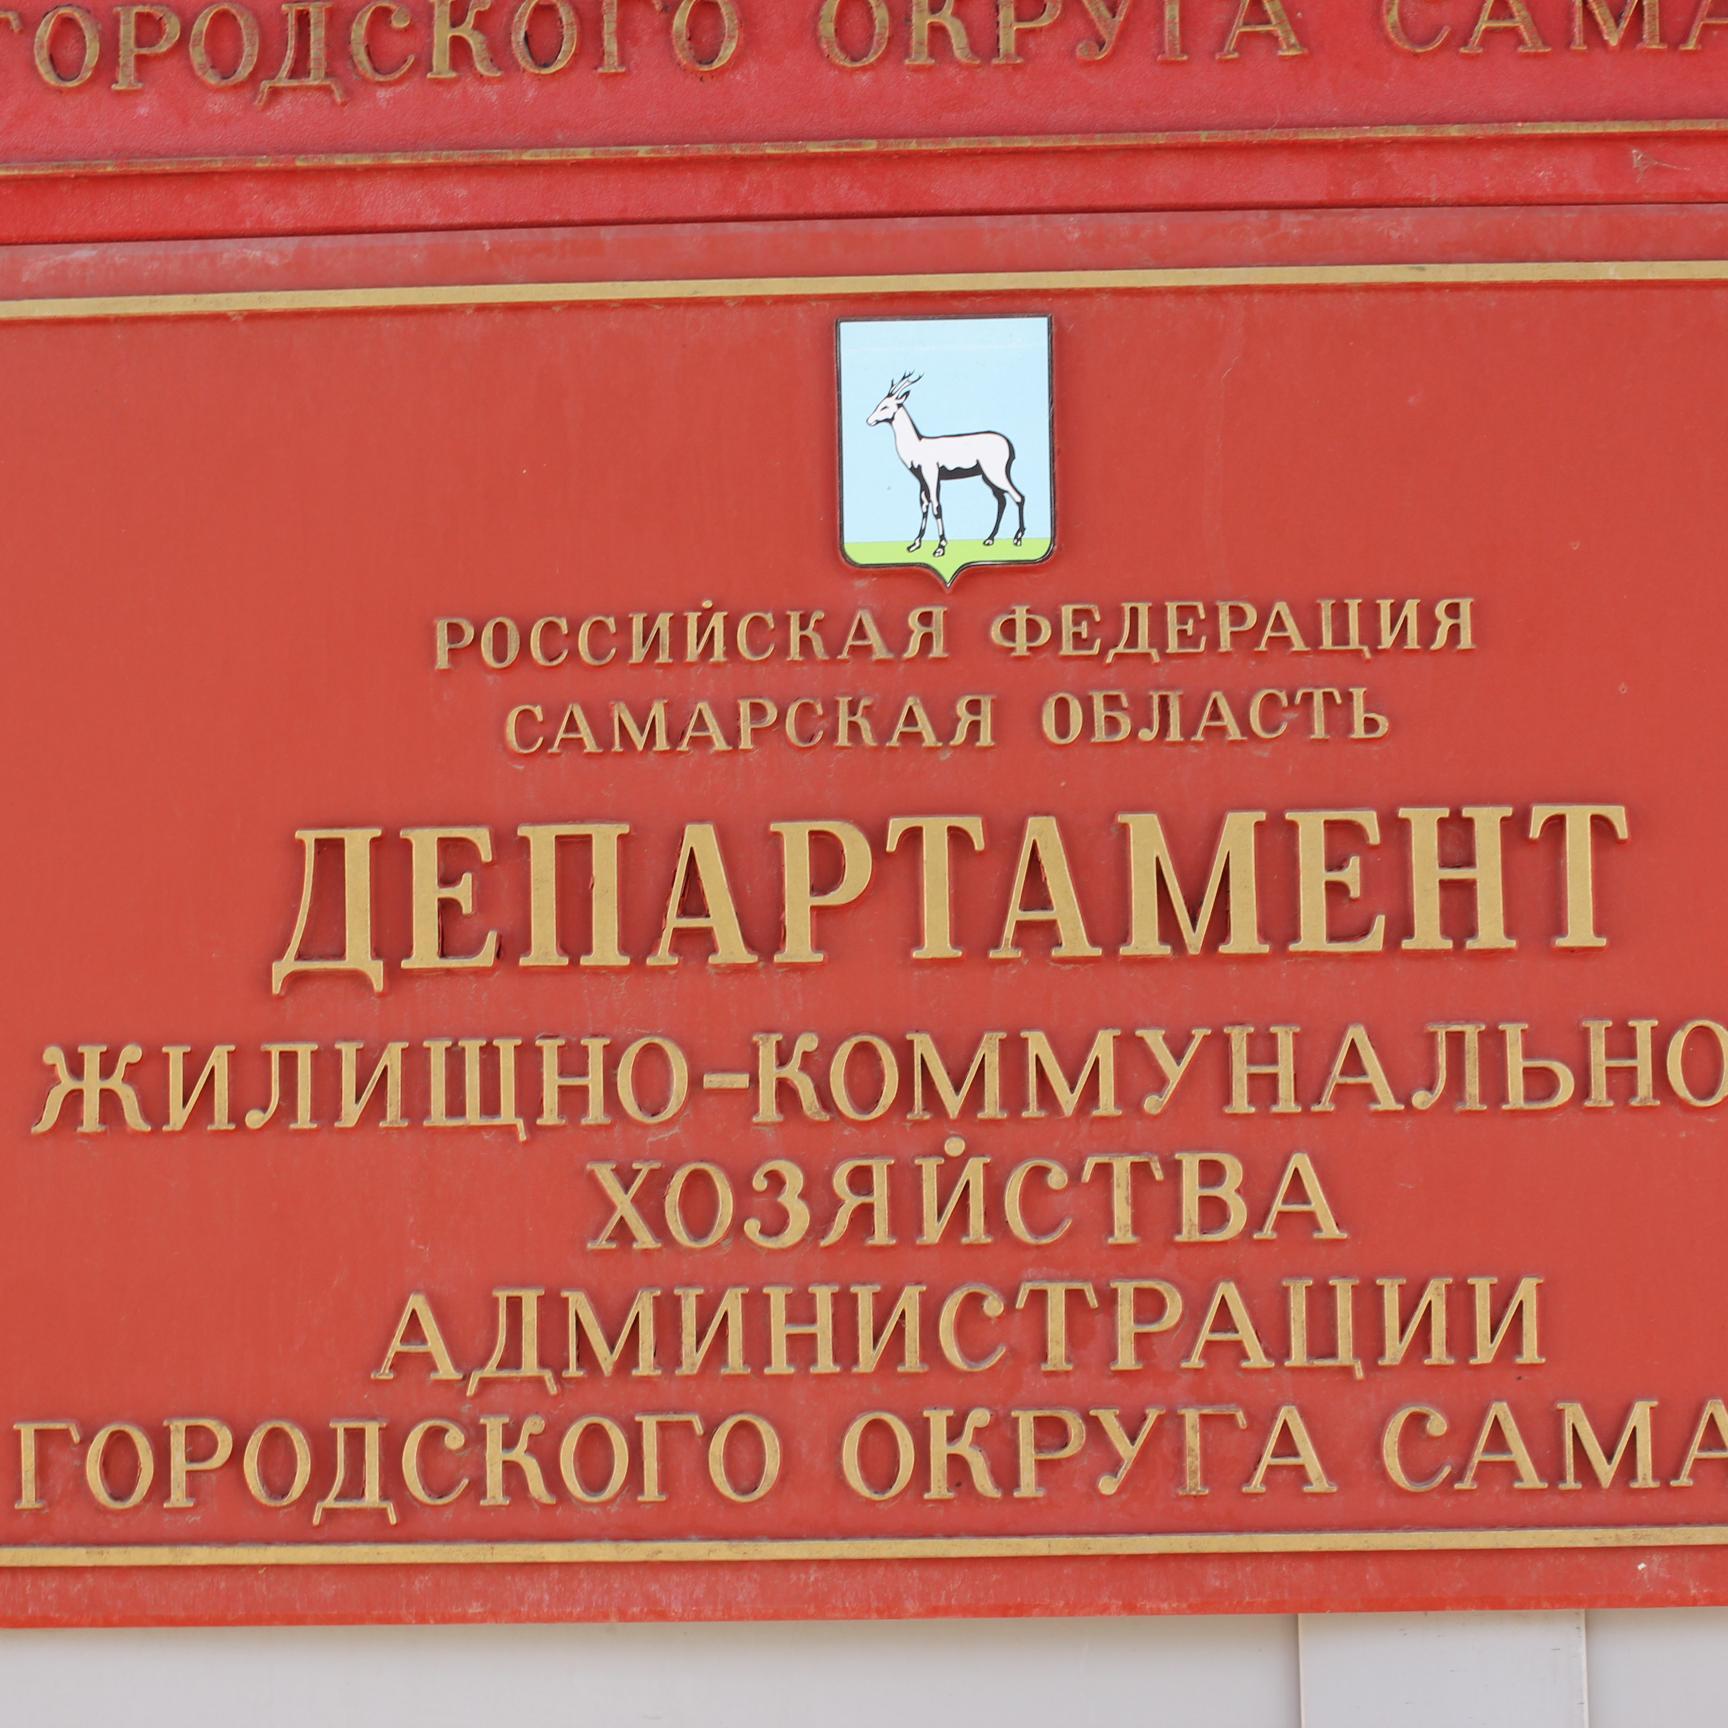 ГОРОДСКОГО ОКРУГА САМА
РОССИЙСКАЯ ФЕДЕРАЦИЯ
САМАРСКАЯ ОБЛАСТЬ
ДЕПАРТАМЕНТ
ЖИЛИЩНО-КОММУНАЛЬНО
ХОЗЯЙСТВА
АДМИНИСТРАЦИИ
ГОРОДСКОГО ОКРУГА САМА